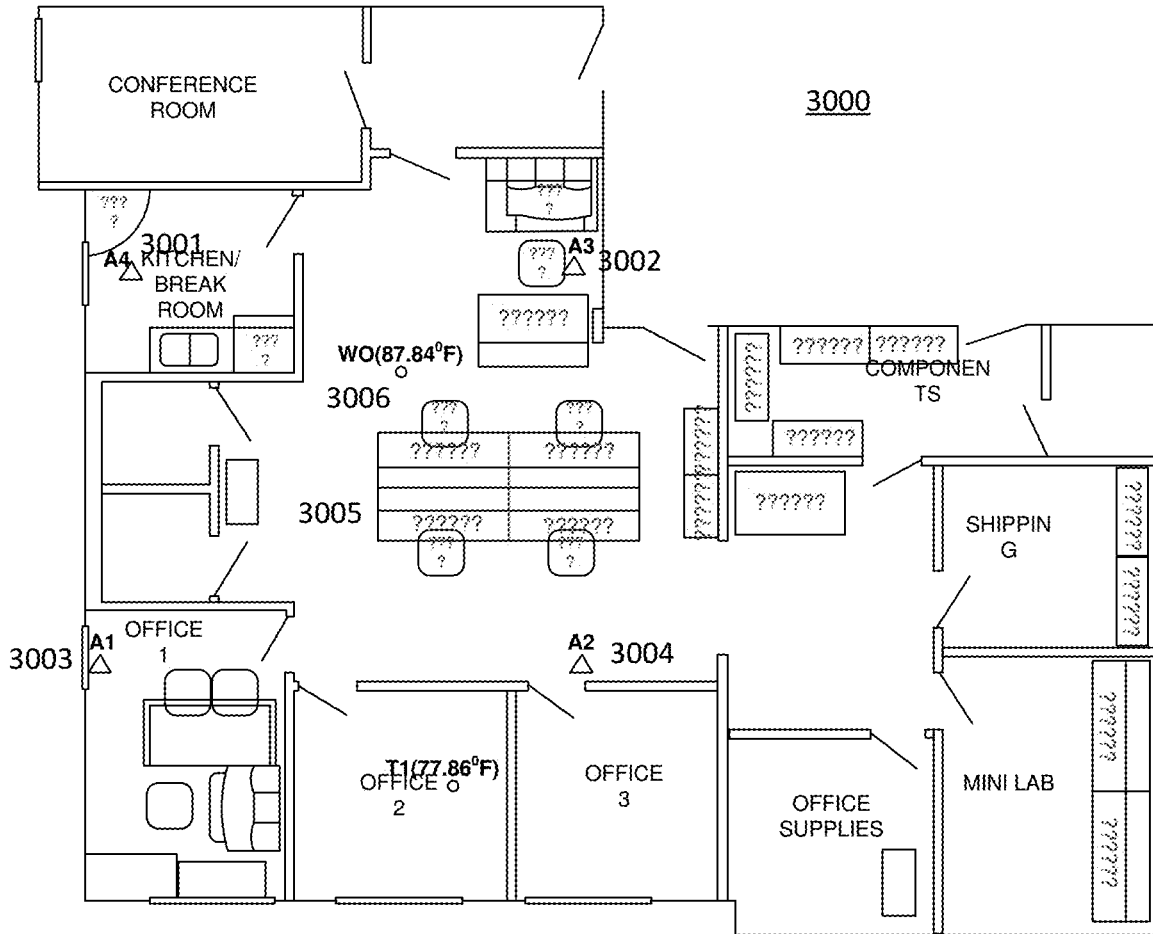 CONFERENCE
ROOM
3000
???
?
3001
A4
KITCHEN/
BREAK
ROOM
???
?
???
?
???
?
A3
3002
??????
WO(87.84⁰F)
3006
??????
??????
??????
COMPONEN
TS
??????
???
?
???
?
??????
??????
??????
??????
??????
3005
??????
??????
???
?
???
?
??????
SHIPPIN
G
??????
??????
OFFICE
1
3003
A1
A2
3004
T1(77.86⁰F)
OFFICE
2
OFFICE
3
OFFICE
SUPPLIES
MINI LAB
??????
??????